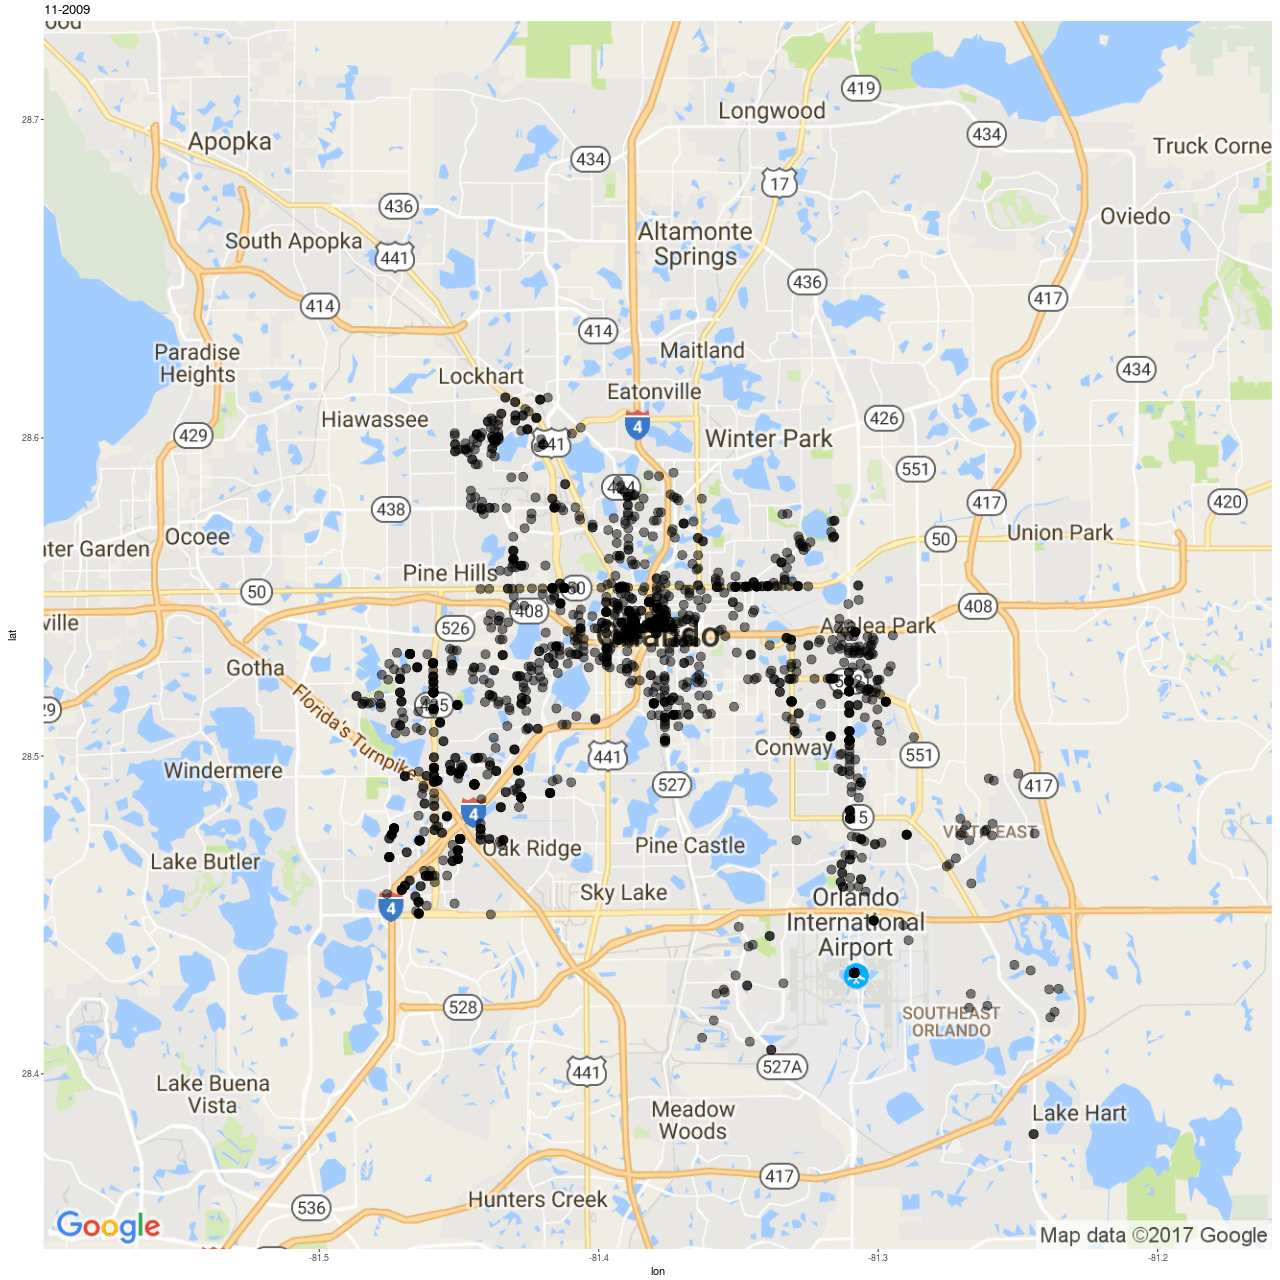 11-2009
ood
419
Longwood
28.7
434
Apopka
434
Truck Corne
17
436
Oviedo
South Apopka
Altamonte
Springs
441
436
417
414
414
Paradise
Heights
Maitland
434
Lockhart
Eatonville
Hiawassee
426
4
429
28.6
441
Winter Park
551
438
417
420
Ocoee
50
Union Park
ater Garden
Pine Hills
50
50
408
408
ville
526
Orlando
Azalea Park
lat
Gotha
29
Florida's Turnpike
435
Conway
28.5
441
551
Windermere
527
417
4
15
VISTA EAST
Lake Butler
Oak Ridge
Pine Castle
Sky Lake
4
Orlando
International
Airport
528
SOUTHEAST
ORLANDO
28.4
441
527A
Lake Buena
Vista
Meadow
Woods
Lake Hart
417
536
Hunters Creek
Google
Map data ©2017 Google
-81.5
-81.4
-81.3
-81.2
lon